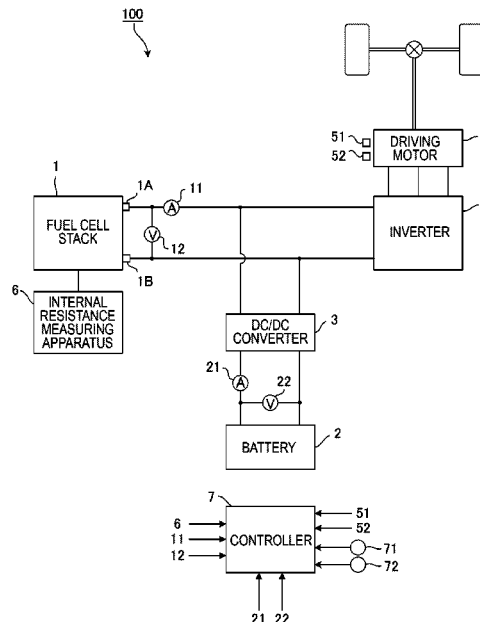 100
51
52
DRIVING
MOTOR
1
1A
11
A
FUEL CELL
STACK
V
12
1B
INVERTER
6
INTERNAL
RESISTANCE
MEASURING
APPARATUS
DC/DC
CONVERTER
3
21
A
22
V
BATTERY
2
7
6
11
12
CONTROLLER
51
52
71
72
21
22